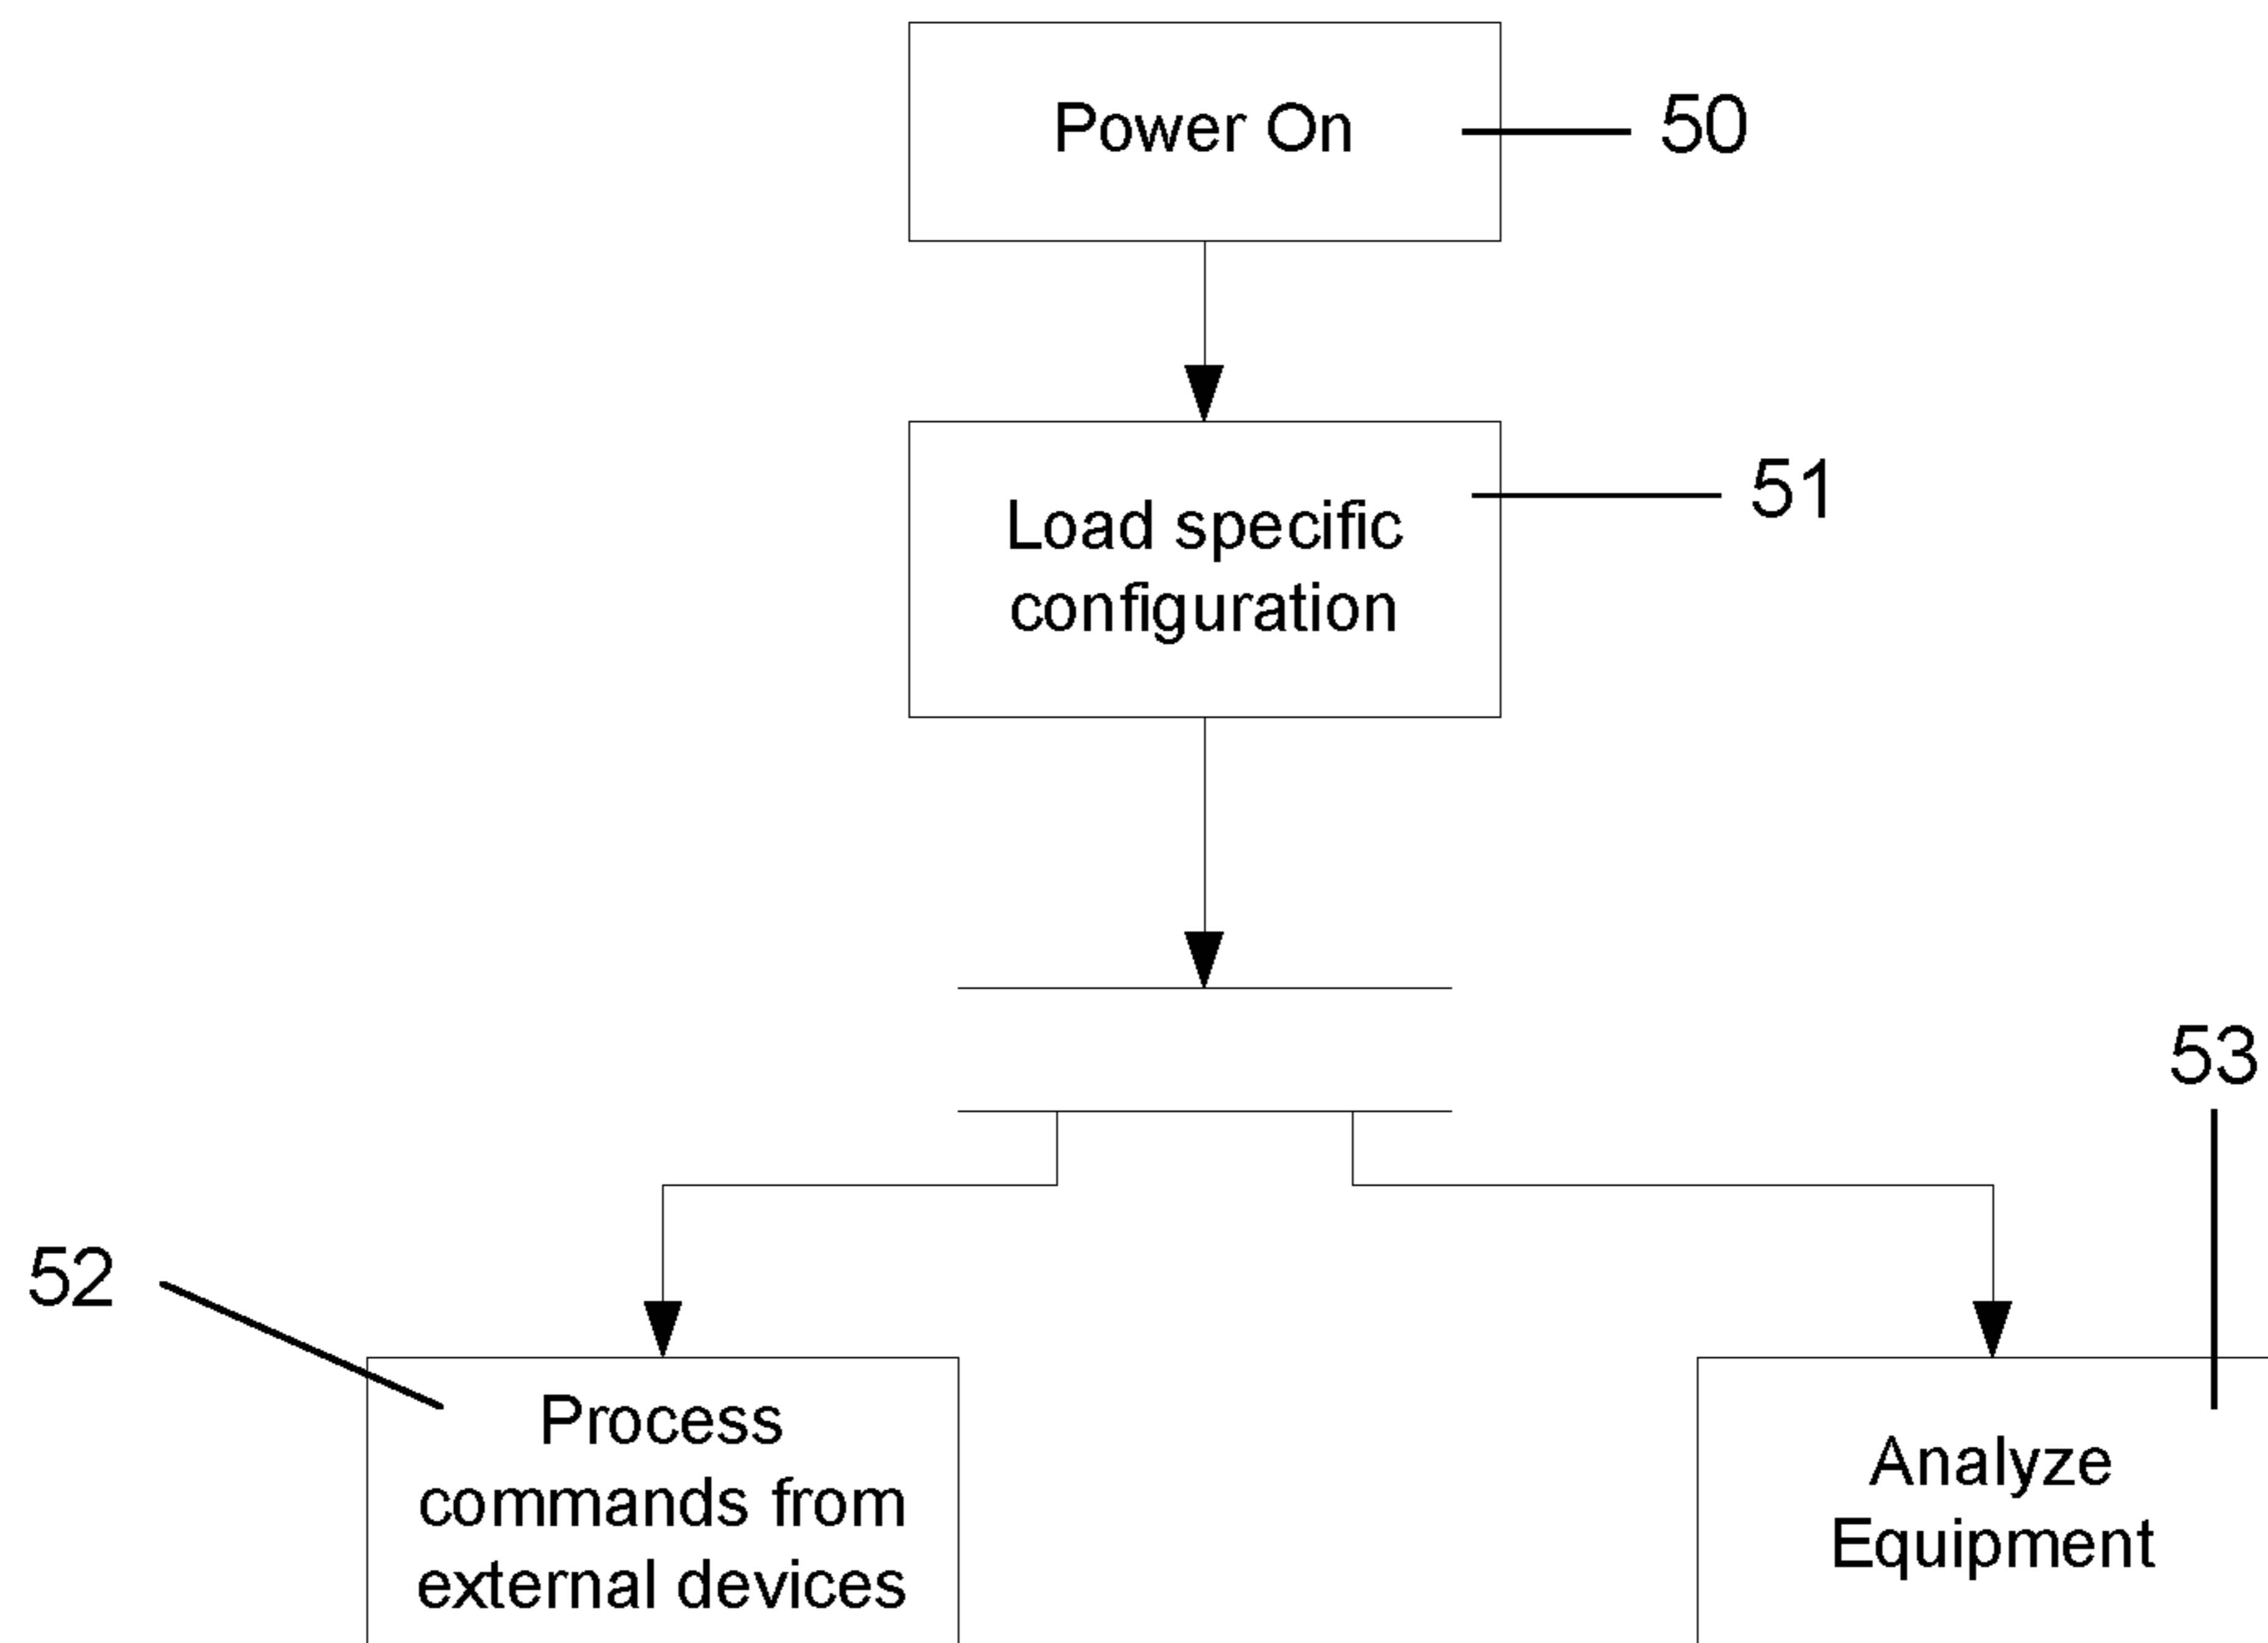 Power On
50
Load specific
configuration
51
53
52
Process
commands from
external devices
Analyze
Equipment